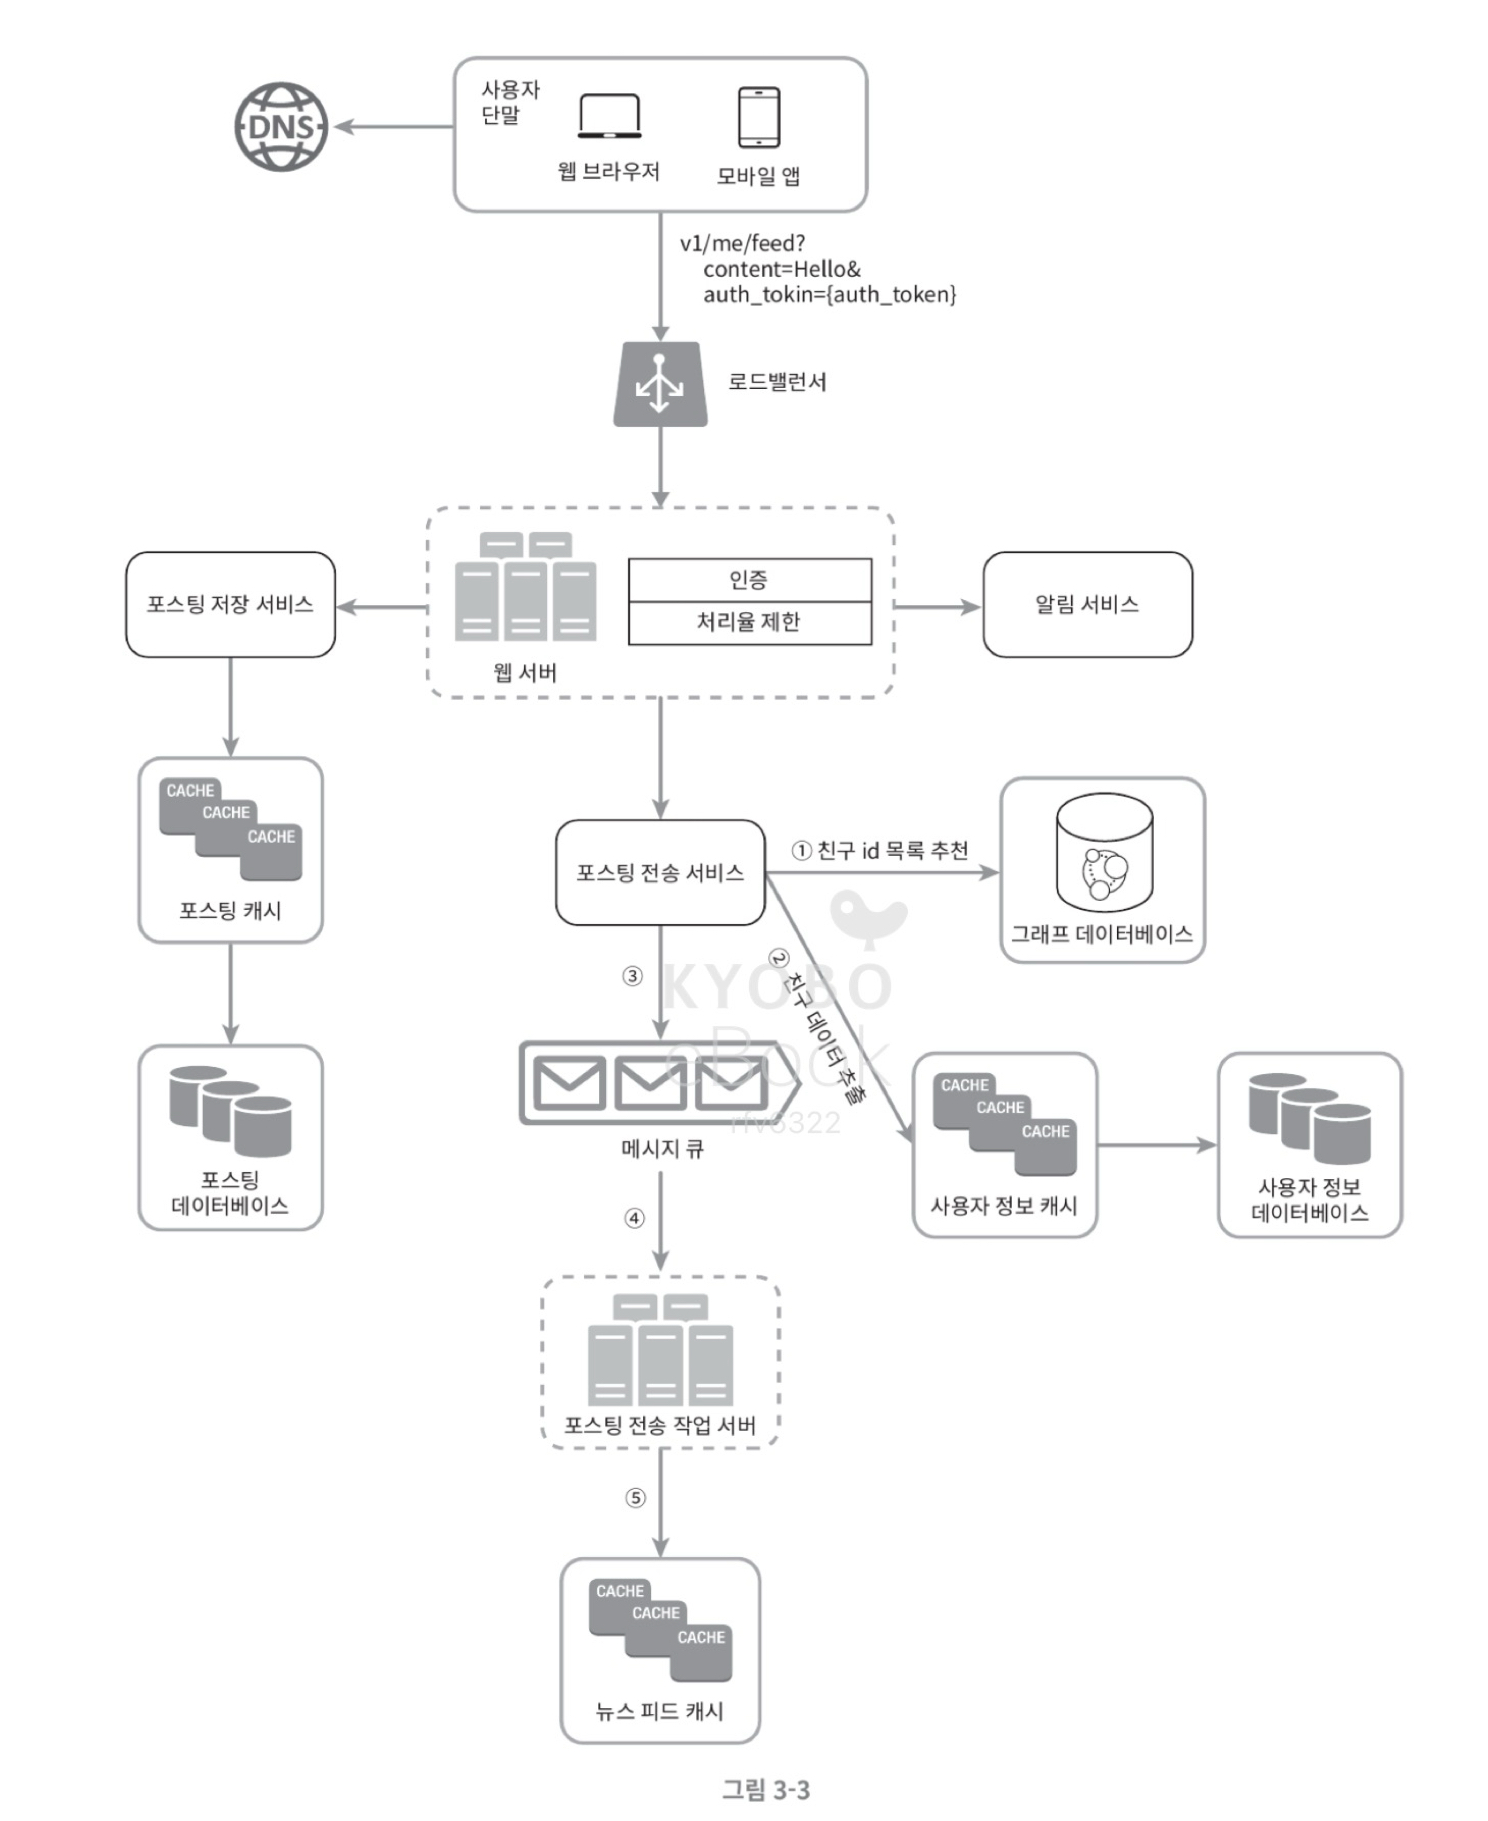 DNS
사용자
단말
웹 브라우저
모바일 앱
v1/me/feed?
content=Hello&
auth_tokin={auth_token}
로드밸런서
포스팅 저장 서비스
인증
처리율 제한
웹 서버
알림 서비스
CACHE
CACHE
CACHE
포스팅 캐시
포스팅
데이터베이스
포스팅 전송 서비스
① 친구 id 목록 추천
그래프 데이터베이스
② 친구 데이터 추출
③
KYOBO
eBook
rfv6322
메시지 큐
CACHE
CACHE
CACHE
사용자 정보 캐시
사용자 정보
데이터베이스
④
포스팅 전송 작업 서버
⑤
CACHE
CACHE
CACHE
뉴스 피드 캐시
그림 3-3